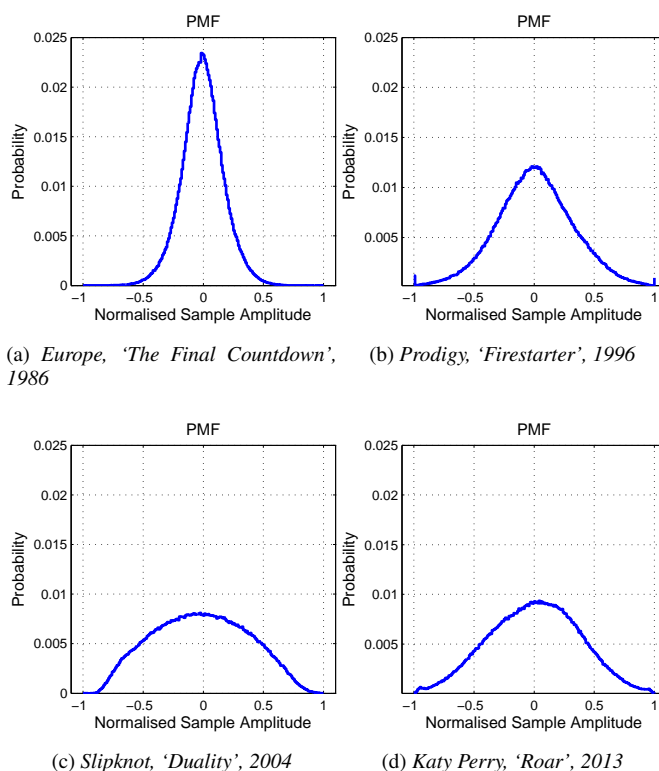 PMF
0.025
0.02
0.015
0.01
0.005
0
Probability
−1 −0.5 0 0.5 1
Normalised Sample Amplitude
(a) Europe, ‘The Final Countdown’,
1986
PMF
0.025
0.02
0.015
0.01
0.005
Probability
−1 −0.5 0 0.5 1
Normalised Sample Amplitude
(b) Prodigy, ‘Firestarter’, 1996
PMF
0.025
0.02
0.015
0.01
0.005
0
Probability
−1 −0.5 0 0.5 1
Normalised Sample Amplitude
(c) Slipknot, ‘Duality’, 2004
PMF
0.025
0.02
0.015
0.01
0.005
Probability
−1 −0.5 0 0.5 1
Normalised Sample Amplitude
(d) Katy Perry, ‘Roar’, 2013